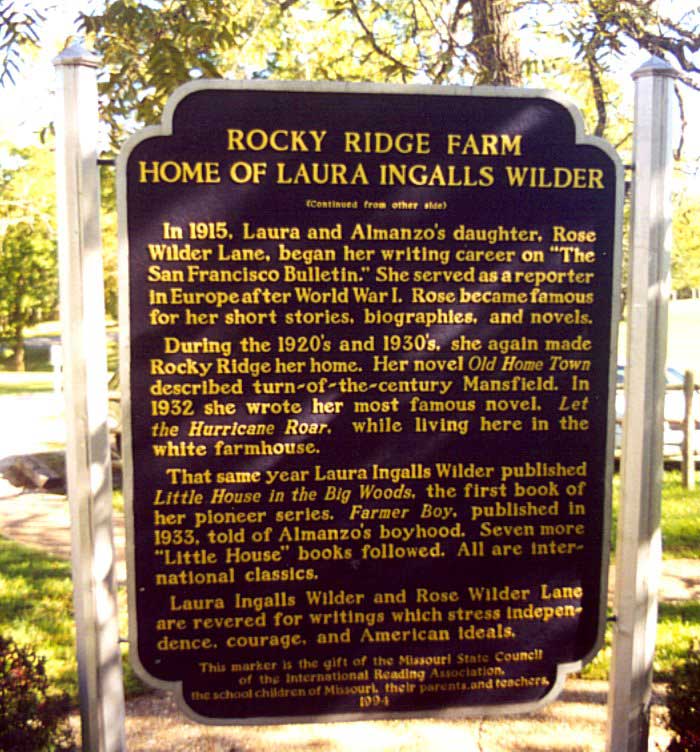 ROCKY RIDGE FARM
HOME OF LAURA INGALLS WILDER
(Continued from other side)
In 1915, Laura and Almanzo's daughter, Rose
Wilder Lane, began her writing career on "The
San Francisco Bulletin." She served as a reporter
in Europe after World War I. Rose became famous
for her short stories, biographies, and novels.
During the 1920's and 1930's, she again made
Rocky Ridge her home. Her novel Old Home Town
described turn-of-the-century Mansfield. In
1932 she wrote her most famous novel, Let
the Hurricane Roar, while living here in the
white farmhouse.
That same year Laura Ingalls Wilder published
Little House in the Big Woods, the first book of
her pioneer series. Farmer Boy, published in
1933, told of Almanzo's boyhood. Seven more
"Little House" books followed. All are inter-
national classics.
Laura Ingalls Wilder and Rose Wilder Lane
are revered for writings which stress indepen-
dence, courage, and American ideals.
This marker is the gift of the Missouri State Council
of the International Reading Association,
the school children of Missouri, their parents, and teachers.
1994